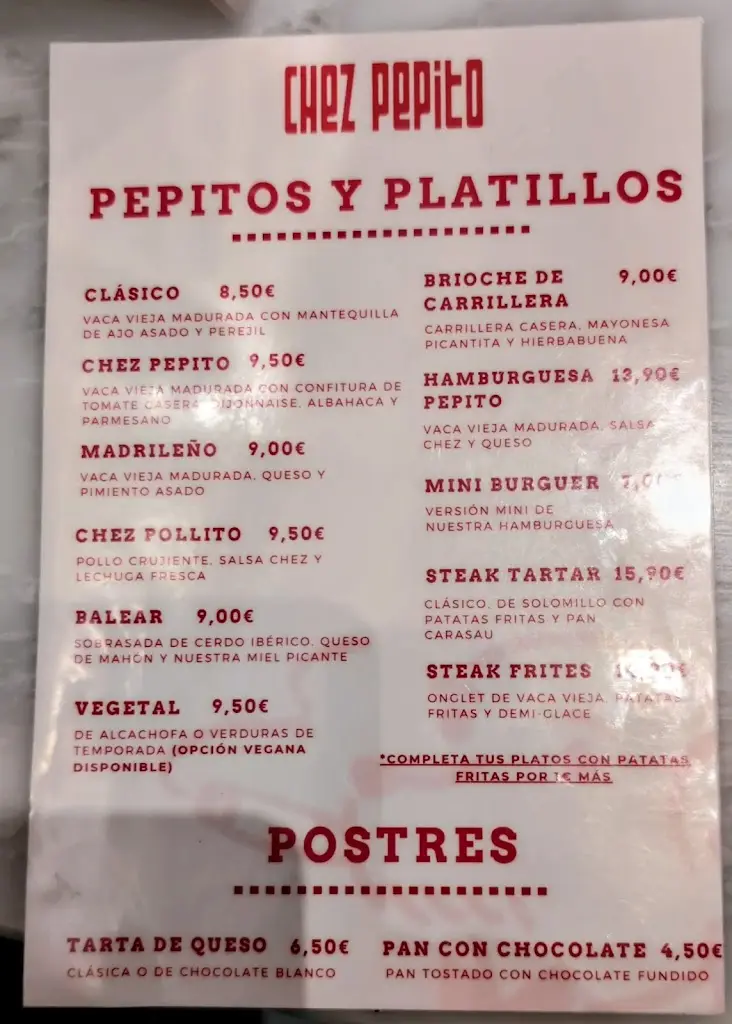 CHEZ PEPITO
PEPITOS Y PLATILLOS
CLÁSICO 8,50€
VACA VIEJA MADURADA CON MANTEQUILLA
DE AJO ASADO Y PEREJIL
CHEZ PEPITO 9,50€
VACA VIEJA MADURADA CON CONFITURA DE
TOMATE CASERA, DIJONNAISE, ALBAHACA Y
PARMESANO
MADRILEÑO 9,00€
VACA VIEJA MADURADA, QUESO Y
PIMIENTO ASADO
CHEZ POLLITO 9,50€
POLLO CRUJIENTE, SALSA CHEZ Y
LECHUGA FRESCA
BALEAR 9,00€
SOBRASADA DE CERDO IBÉRICO, QUESO
DE MAHÓN Y NUESTRA MIEL PICANTE
VEGETAL 9,50€
DE ALCACHOFA O VERDURAS DE
TEMPORADA (OPCIÓN VEGANA
DISPONIBLE)
BRIOCHE DE 9,00€
CARRILLERA
CARRILLERA CASERA, MAYONESA
PICANTITA Y HIERBABUENA
HAMBURGUESA 13,90€
PEPITO
VACA VIEJA MADURADA, SALSA
CHEZ Y QUESO
MINI BURGUER
VERSIÓN MINI DE
NUESTRA HAMBURGUESA
STEAK TARTAR 15,90€
CLÁSICO, DE SOLOMILLO CON
PATATAS FRITAS Y PAN
CARASAU
STEAK FRITES
ONGLET DE VACA VIEJA, PATATAS
FRITAS Y DEMI-GLACE
*COMPLETA TUS PLATOS CON PATATAS
FRITAS POR 1€ MÁS
POSTRES
TARTA DE QUESO 6,50€
CLÁSICA O DE CHOCOLATE BLANCO
PAN CON CHOCOLATE 4,50€
PAN TOSTADO CON CHOCOLATE FUNDIDO